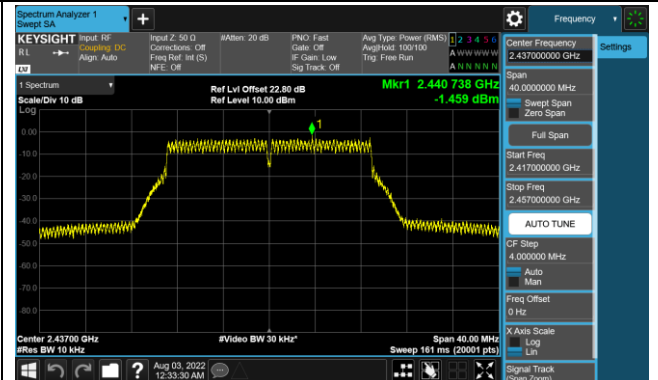 Spectrum Analyzer 1
Swept SA
Frequency
KEYSIGHT
RL
Input: RF
Coupling: DC
Align: Auto
Input Z: 50 Ω
Corrections: Off
Freq Ref: Int (S)
NFE: Off
#Atten: 20 dB
PNO: Fast
Gate: Off
IF Gain: Low
Sig Track: Off
Avg Type: Power (RMS)
Avg|Hold: 100/100
Trig: Free Run
1 2 3 4 5 6
A W W W W W
A N N N N N
LXI
1 Spectrum
Scale/Div 10 dB
Ref Lvl Offset 22.80 dB
Ref Level 10.00 dBm
Mkr1 2.440 738 GHz
-1.459 dBm
Log
1
0.00
-10.0
-20.0
-30.0
-40.0
-50.0
-60.0
-70.0
-80.0
Center 2.43700 GHz
#Res BW 10 kHz
#Video BW 30 kHz*
Span 40.00 MHz
Sweep 161 ms (20001 pts)
Aug 03, 2022
12:33:30 AM
Center Frequency
2.437000000 GHz
Span
40.0000000 MHz
Swept Span
Zero Span
Full Span
Start Freq
2.417000000 GHz
Stop Freq
2.457000000 GHz
AUTO TUNE
CF Step
4.000000 MHz
Auto
Man
Freq Offset
0 Hz
X Axis Scale
Log
Lin
Signal Track
(Span Zoom)
Settings